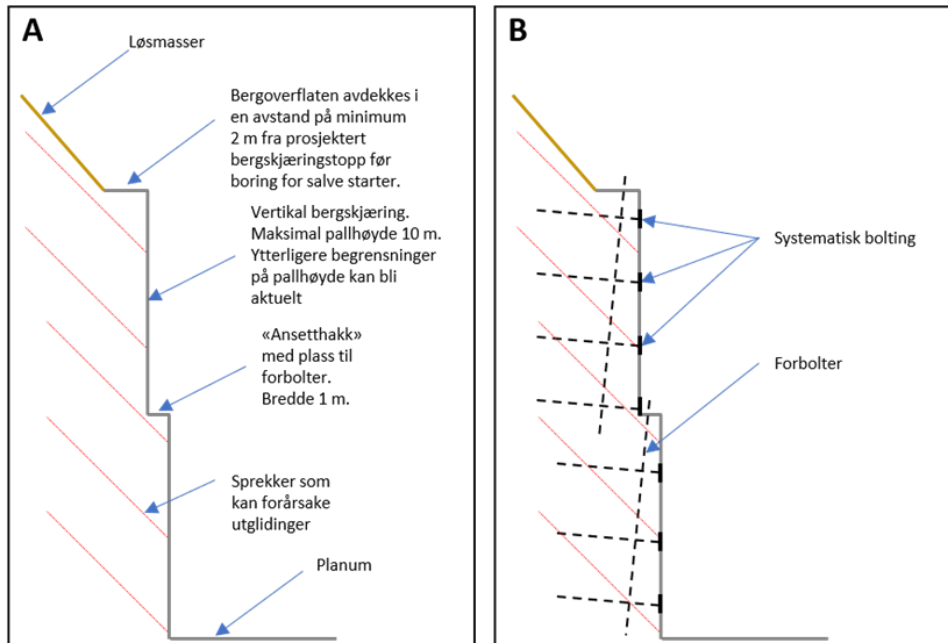 A
Løsmasser
Bergoverflaten avdekkes i
en avstand på minimum
2 m fra prosjektert
bergskjæringstopp før
boring for salve starter.
Vertikal bergskjæring.
Maksimal pallhøyde 10 m.
Ytterligere begrensninger
på pallhøyde kan bli
aktuelt
«Ansetthakk»
med plass til
forbolter.
Bredde 1 m.
Sprekker som
kan forårsake
utglidinger
Planum
B
Systematisk bolting
Forbolter